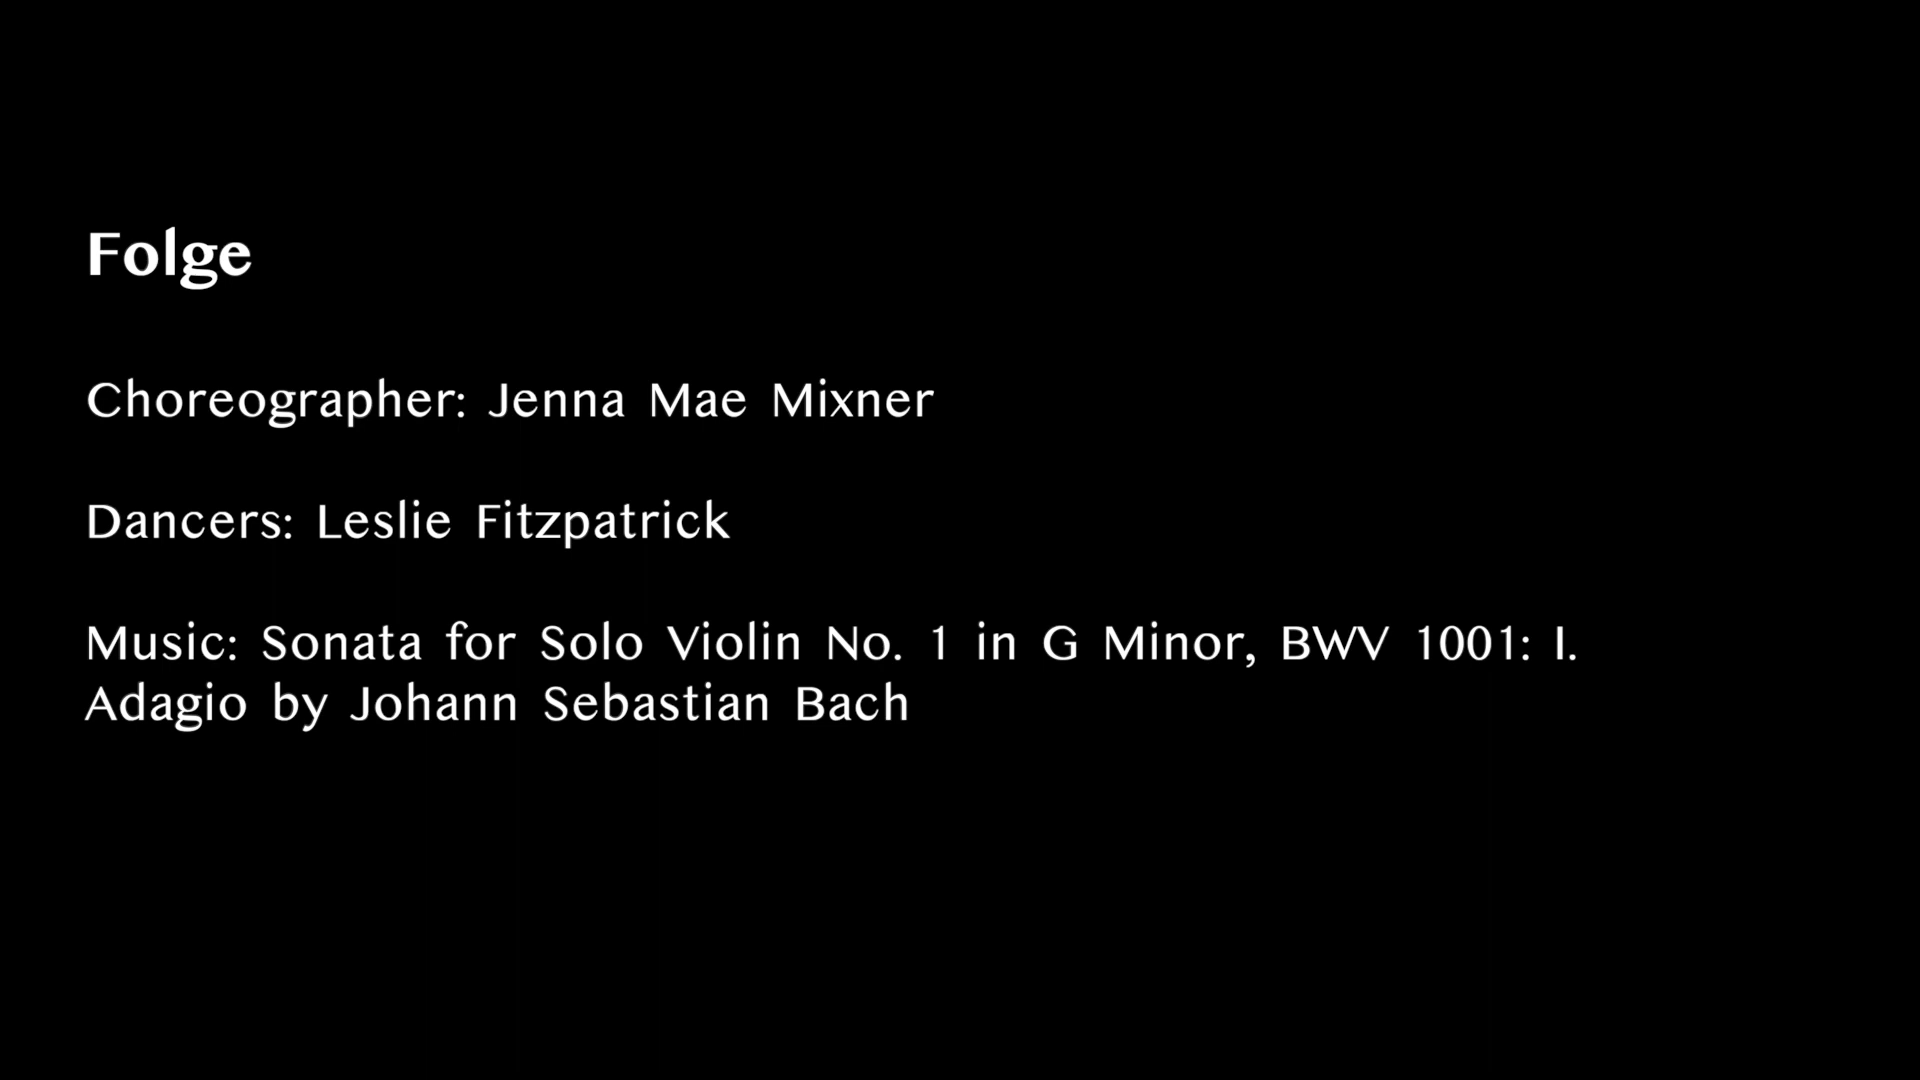 Folge
Choreographer: Jenna Mae Mixner
Dancers: Leslie Fitzpatrick
Music: Sonata for Solo Violin No. 1 in G Minor, BWV 1001: I.
Adagio by Johann Sebastian Bach